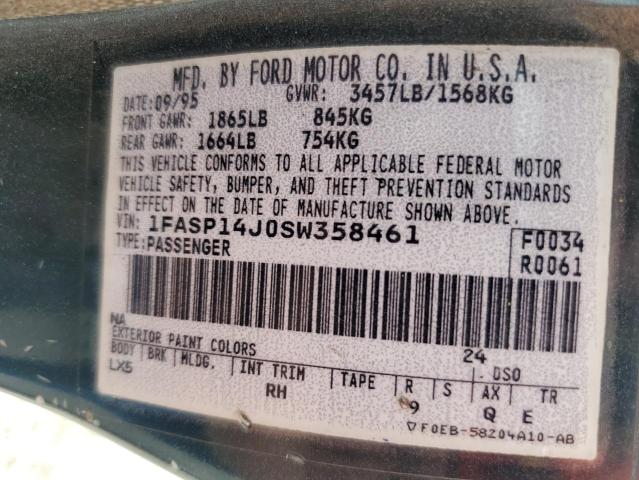 MFD. BY FORD MOTOR CO. IN U.S.A.
DATE: 09/95 GVWR: 3457LB/1568KG
FRONT GAWR: 1865LB 845KG
REAR GAWR: 1664LB 754KG
THIS VEHICLE CONFORMS TO ALL APPLICABLE FEDERAL MOTOR
VEHICLE SAFETY, BUMPER, AND THEFT PREVENTION STANDARDS
IN EFFECT ON THE DATE OF MANUFACTURE SHOWN ABOVE.
VIN: 1FASP14J0SW358461 F0034
TYPE: PASSENGER R0061
NA
EXTERIOR PAINT COLORS 24 DSO
BODY BRK MLDG. INT TRIM TAPE R S AX TR
LX5 RH 9 Q E
▽F0EB-58204A10-AB